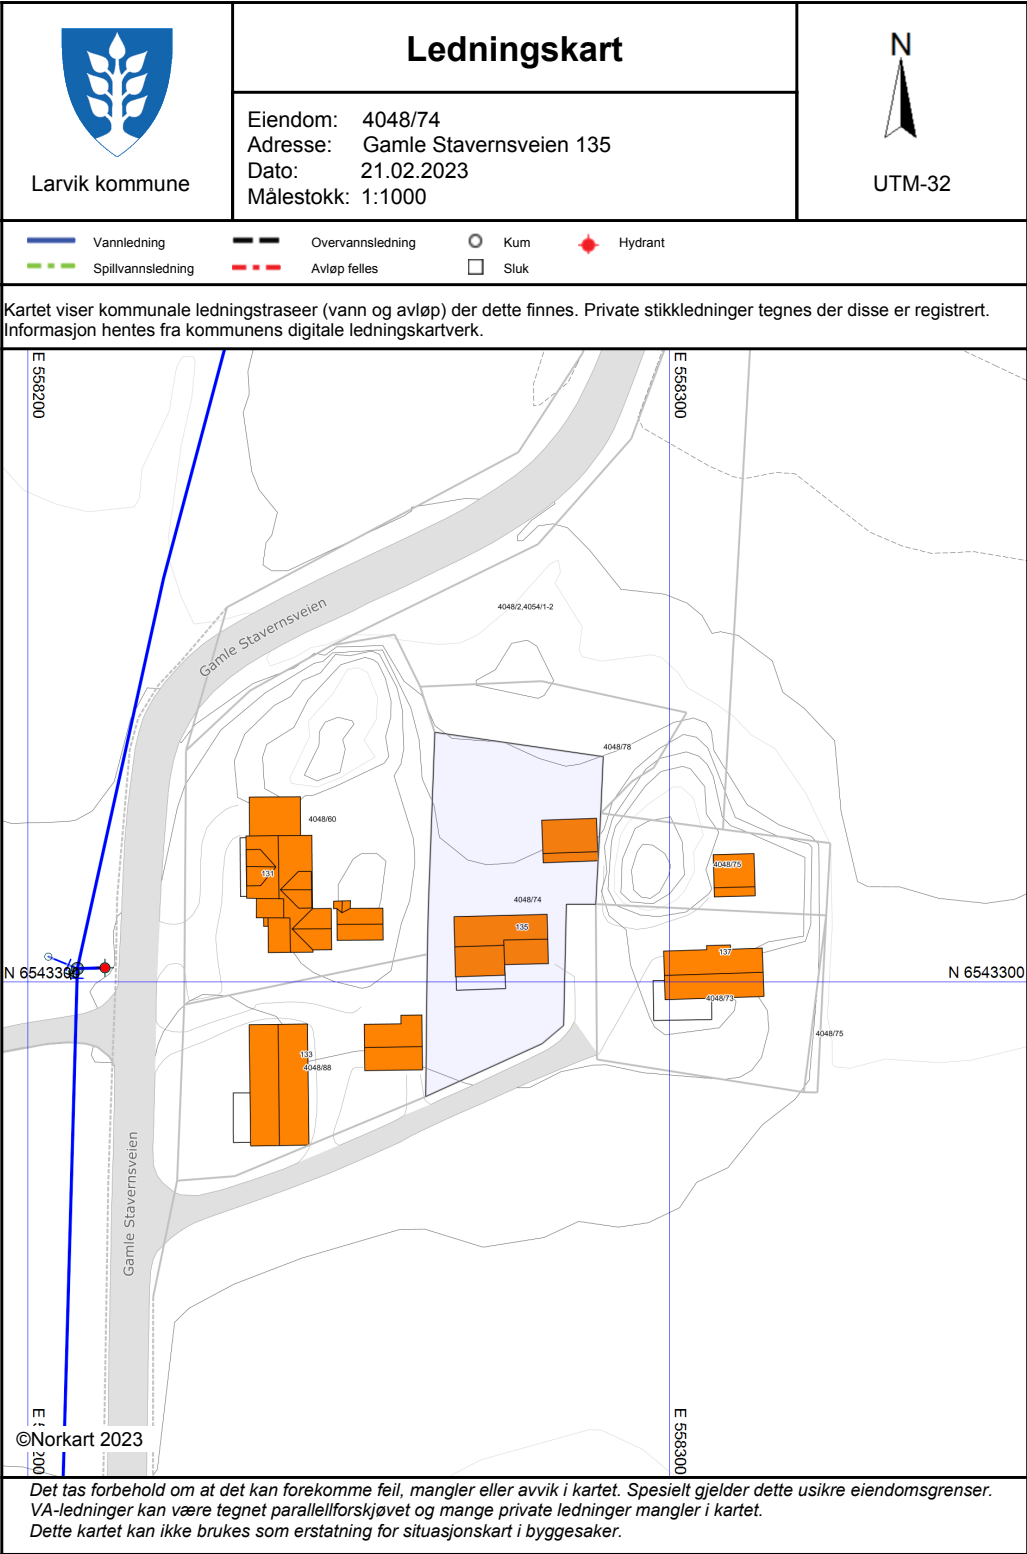 Larvik kommune
Ledningskart
Eiendom: 4048/74
Adresse: Gamle Stavernsveien 135
Dato: 21.02.2023
Målestokk: 1:1000
N
UTM-32
Vannledning
Overvannsledning
Kum
Hydrant
Spillvannsledning
Avløp felles
Sluk
Kartet viser kommunale ledningstraseer (vann og avløp) der dette finnes. Private stikkledninger tegnes der disse er registrert.
Informasjon hentes fra kommunens digitale ledningskartverk.
E 558200
E 558300
4048/2,4054/1-2
Gamle Stavernsveien
4048/78
4048/60
131
4048/75
4048/74
135
137
N 6543300
N 6543300
4048/73
4048/75
133
4048/88
Gamle Stavernsveien
E 558300
©Norkart 2023
Det tas forbehold om at det kan forekomme feil, mangler eller avvik i kartet. Spesielt gjelder dette usikre eiendomsgrenser.
VA-ledninger kan være tegnet parallellforskjøvet og mange private ledninger mangler i kartet.
Dette kartet kan ikke brukes som erstatning for situasjonskart i byggesaker.